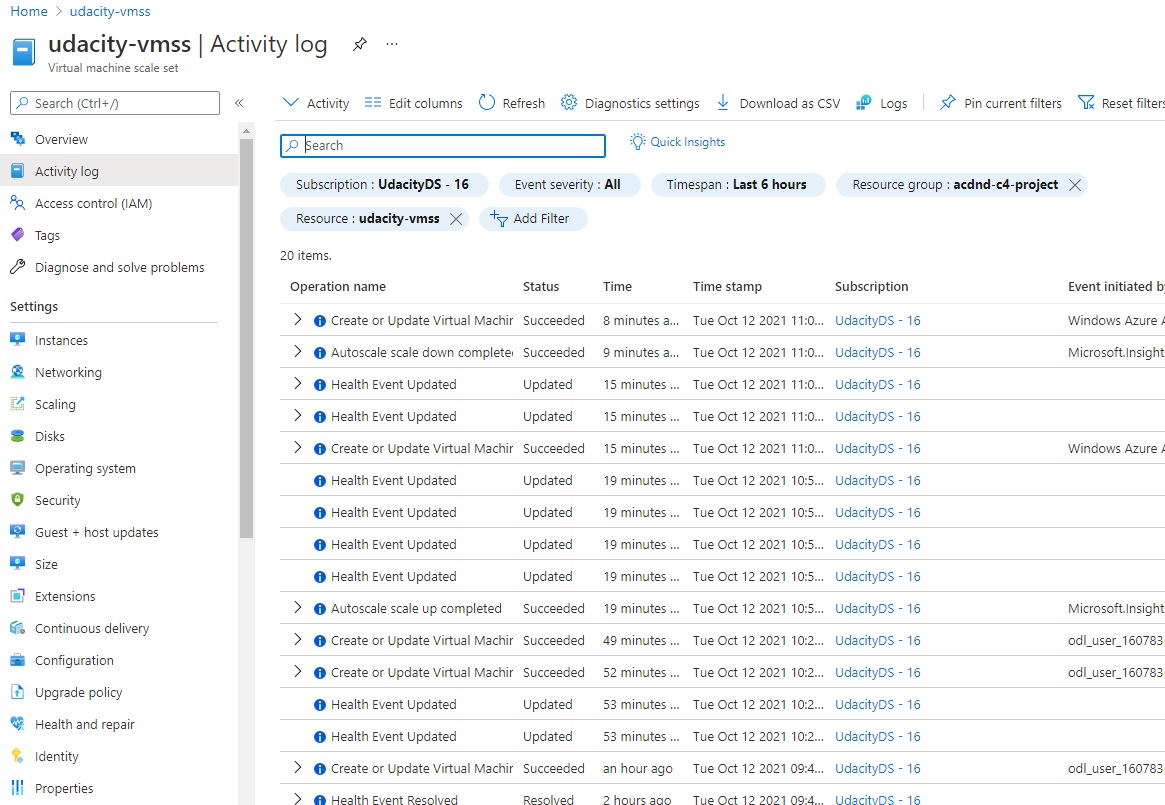 Home > udacity-vmss
udacity-vmss | Activity log ...
Virtual machine scale set
Search (Ctrl+/) «
Activity Edit columns Refresh Diagnostics settings Download as CSV Logs Pin current filters Reset filters
Search Quick Insights
Subscription : UdacityDS - 16 Event severity : All Timespan : Last 6 hours Resource group : acdnd-c4-project
Resource : udacity-vmss Add Filter
20 items.
Overview
Activity log
Access control (IAM)
Tags
Diagnose and solve problems
Settings
Instances
Networking
Scaling
Disks
Operating system
Security
Guest + host updates
Size
Extensions
Continuous delivery
Configuration
Upgrade policy
Health and repair
Identity
Properties
Operation name Status Time Time stamp Subscription Event initiated by
Create or Update Virtual Machin Succeeded 8 minutes a... Tue Oct 12 2021 11:0... UdacityDS - 16 Windows Azure A
Autoscale scale down completed Succeeded 9 minutes a... Tue Oct 12 2021 11:0... UdacityDS - 16 Microsoft.Insight
Health Event Updated Updated 15 minutes ... Tue Oct 12 2021 11:0... UdacityDS - 16
Health Event Updated Updated 15 minutes ... Tue Oct 12 2021 11:0... UdacityDS - 16
Create or Update Virtual Machin Succeeded 15 minutes ... Tue Oct 12 2021 11:0... UdacityDS - 16 Windows Azure A
Health Event Updated Updated 19 minutes ... Tue Oct 12 2021 10:5... UdacityDS - 16
Health Event Updated Updated 19 minutes ... Tue Oct 12 2021 10:5... UdacityDS - 16
Health Event Updated Updated 19 minutes ... Tue Oct 12 2021 10:5... UdacityDS - 16
Health Event Updated Updated 19 minutes ... Tue Oct 12 2021 10:5... UdacityDS - 16
Autoscale scale up completed Succeeded 19 minutes ... Tue Oct 12 2021 10:5... UdacityDS - 16 Microsoft.Insight
Create or Update Virtual Machin Succeeded 49 minutes ... Tue Oct 12 2021 10:2... UdacityDS - 16 odl_user_160783
Create or Update Virtual Machin Succeeded 52 minutes ... Tue Oct 12 2021 10:2... UdacityDS - 16 odl_user_160783
Health Event Updated Updated 53 minutes ... Tue Oct 12 2021 10:2... UdacityDS - 16
Health Event Updated Updated 53 minutes ... Tue Oct 12 2021 10:2... UdacityDS - 16
Create or Update Virtual Machin Succeeded an hour ago Tue Oct 12 2021 09:4... UdacityDS - 16 odl_user_160783
Health Event Resolved Resolved 2 hours ago Tue Oct 12 2021 09:4... UdacityDS - 16